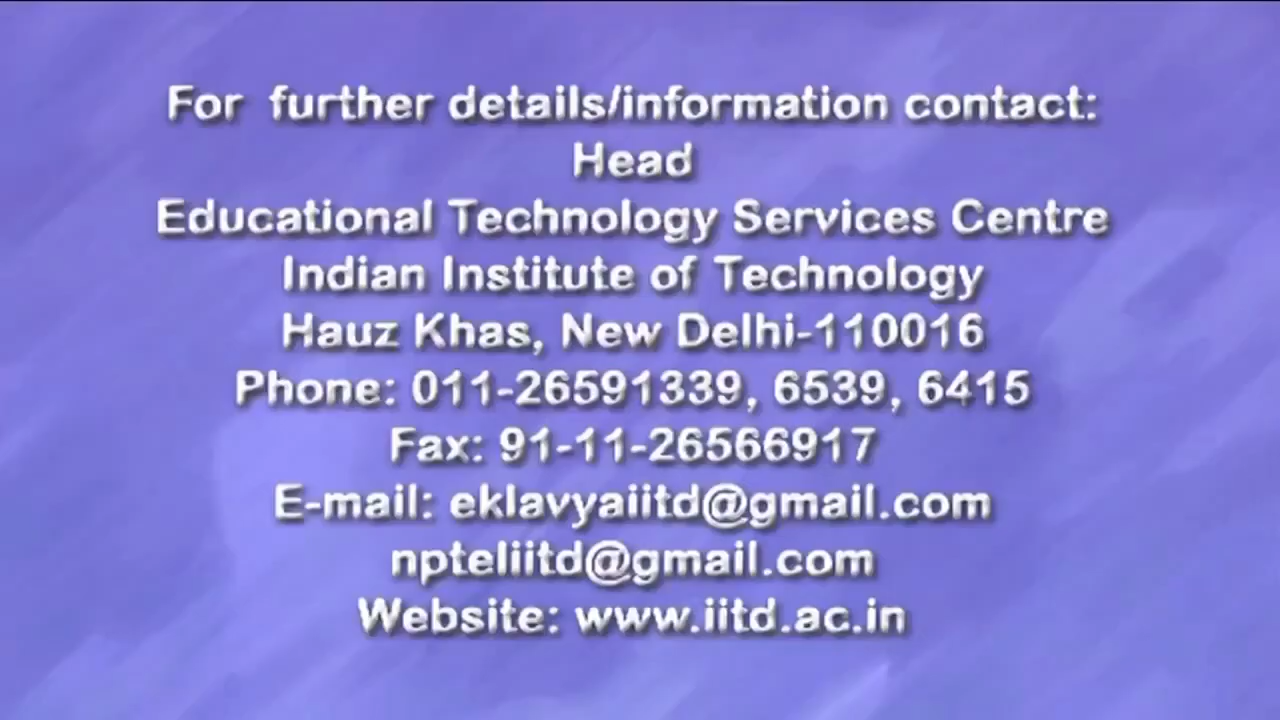 For further details/information contact:
Head
Educational Technology Services Centre
Indian Institute of Technology
Hauz Khas, New Delhi-110016
Phone: 011-26591339, 6539, 6415
Fax: 91-11-26566917
E-mail: eklavyaiitd@gmail.com
npteliitd@gmail.com
Website: www.iitd.ac.in